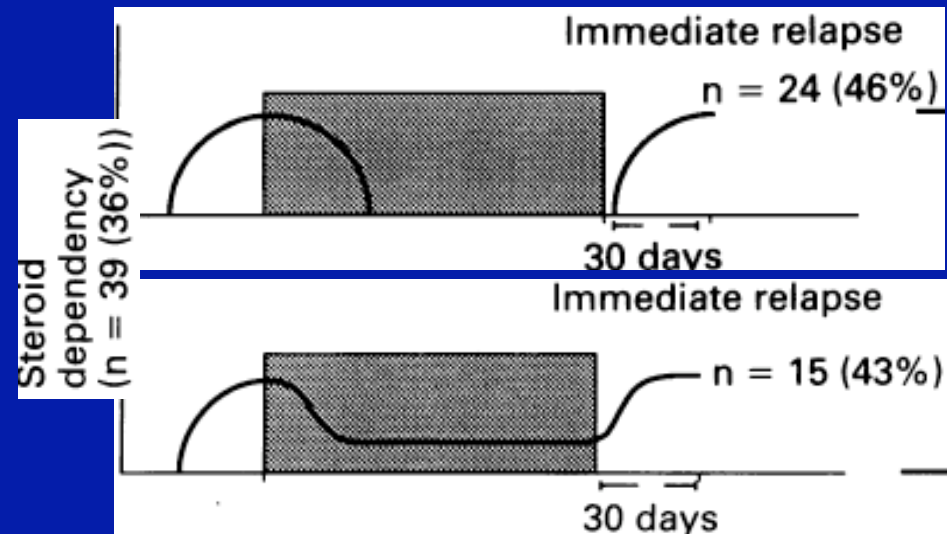 Immediate relapse
n = 24 (46%)
30 days
Steroid
dependency
(n = 39 (36%))
Immediate relapse
n = 15 (43%)
30 days